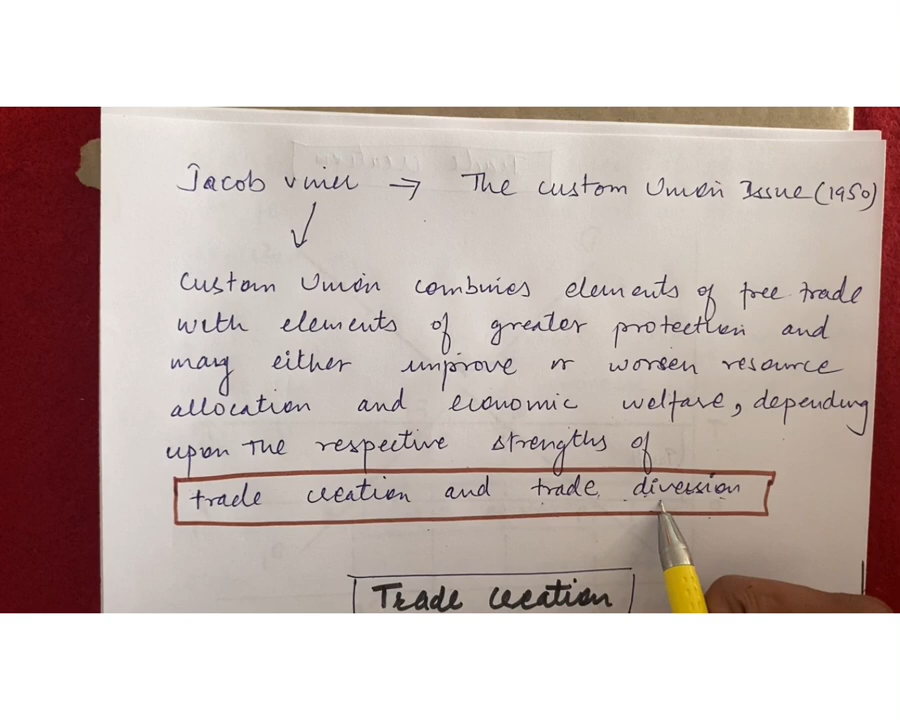 Jacob Viner → The Custom Union Issue (1950)
Custom Union combines elements of free trade
with elements of greater protection and
may either improve or worsen resource
allocation and economic welfare, depending
upon The respective strengths of
trade creation and trade diversion
Trade creation